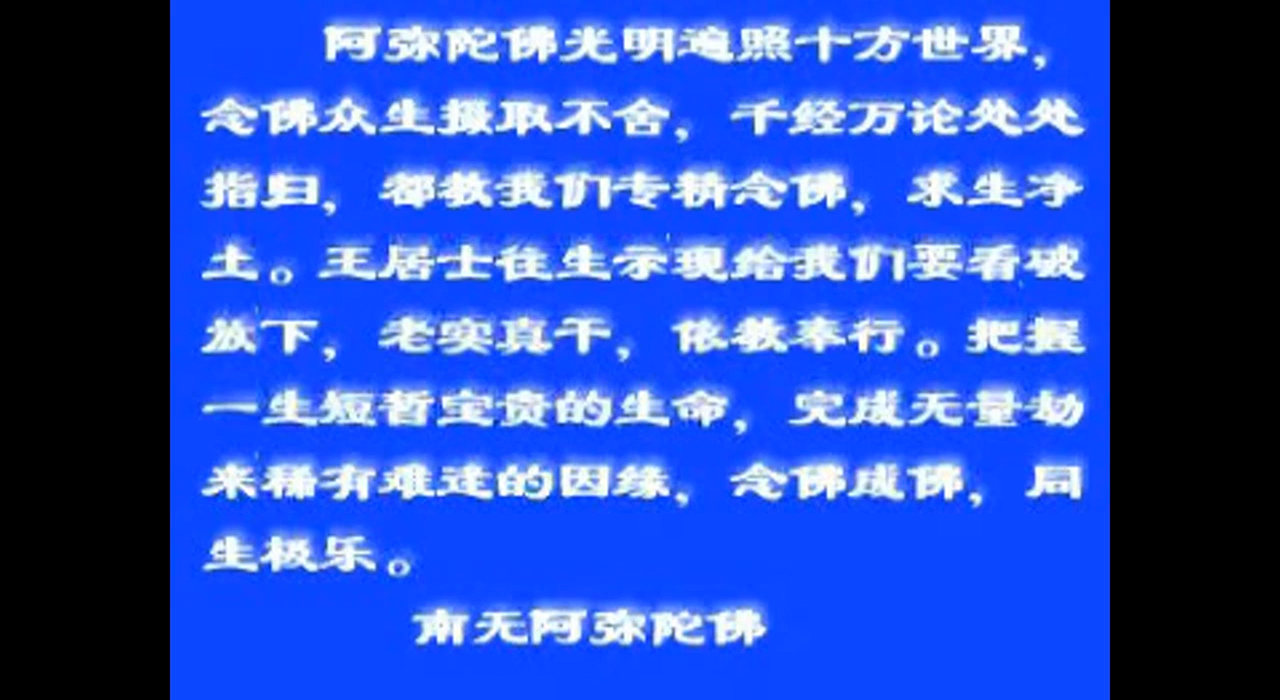 阿弥陀佛光明遍照十方世界，
念佛众生摄取不舍，千经万论处处
指归，都教我们专精念佛，求生净
土。王居士往生示现给我们要看破
放下，老实真干，依教奉行。把握
一生短暂宝贵的生命，完成无量劫
来稀有难逢的因缘，念佛成佛，同
生极乐。
南无阿弥陀佛